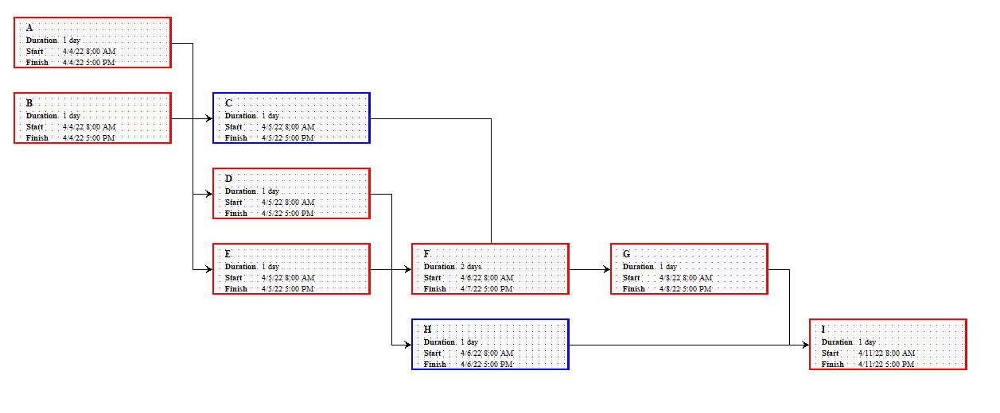 A
Duration 1 day
Start 4/4/22 8:00 AM
Finish 4/4/22 5:00 PM
B
Duration 1 day
Start 4/4/22 8:00 AM
Finish 4/4/22 5:00 PM
C
Duration 1 day
Start 4/5/22 8:00 AM
Finish 4/5/22 5:00 PM
D
Duration 1 day
Start 4/5/22 8:00 AM
Finish 4/5/22 5:00 PM
E
Duration 1 day
Start 4/5/22 8:00 AM
Finish 4/5/22 5:00 PM
F
Duration 2 days
Start 4/6/22 8:00 AM
Finish 4/7/22 5:00 PM
G
Duration 1 day
Start 4/8/22 8:00 AM
Finish 4/8/22 5:00 PM
H
Duration 1 day
Start 4/6/22 8:00 AM
Finish 4/6/22 5:00 PM
I
Duration 1 day
Start 4/11/22 8:00 AM
Finish 4/11/22 5:00 PM